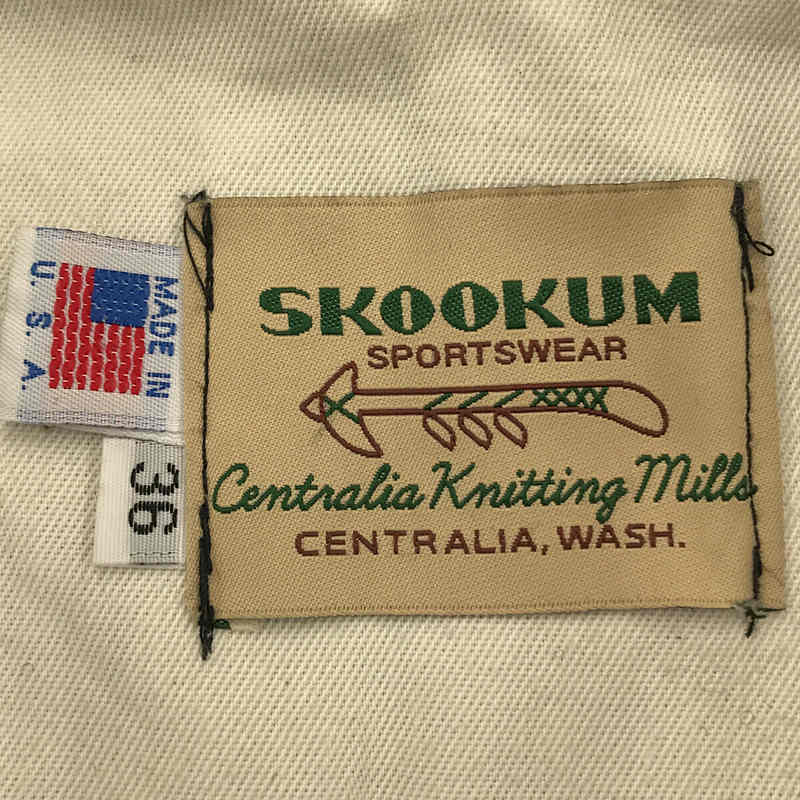 SKOOKUM
SPORTSWEAR
Centralia Knitting Mills
CENTRALIA, WASH.
MADE IN
U.S.A.
36